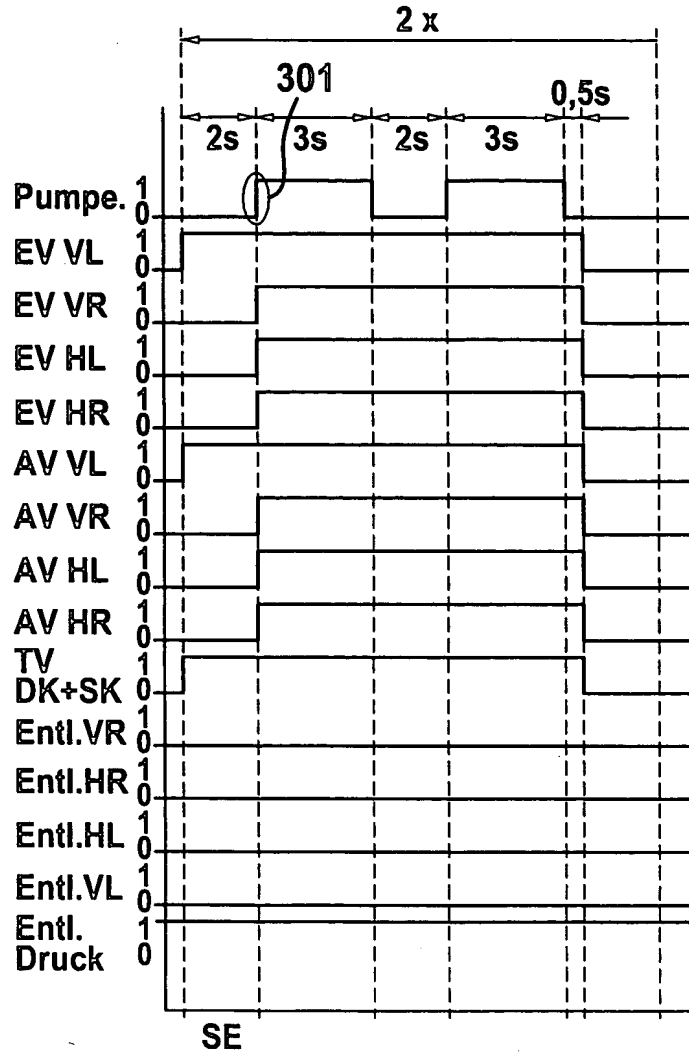 2 x
301
0,5s
2s 3s 2s 3s
Pumpe. 1 0
EV VL 1 0
EV VR 1 0
EV HL 1 0
EV HR 1 0
AV VL 1 0
AV VR 1 0
AV HL 1 0
AV HR 1 0
TV
DK+SK 1 0
Entl.VR 1 0
Entl.HR 1 0
Entl.HL 1 0
Entl.VL 1 0
Entl. 1
Druck 0
SE